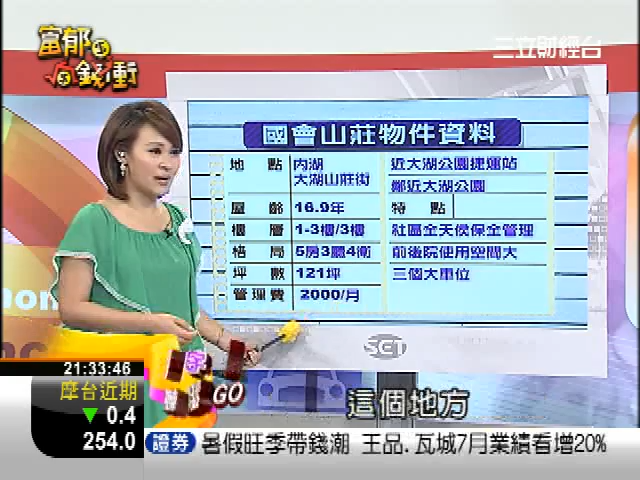 富郁的
向錢衝
三立財經台
國會山莊物件資料
地點 內湖
大湖山莊街
近大湖公園捷運站
鄰近大湖公園
屋齡 16.9年
特點
樓層 1-3樓/3樓
社區全天侯保全管理
格局 5房3廳4衛
前後院使用空間大
坪數 121坪
三個大車位
管理費 2000/月
SET
GO
21:33:46
摩台近期
▼ 0.4
254.0
這個地方
證券 暑假旺季帶錢潮 王品.瓦城7月業績看增20%